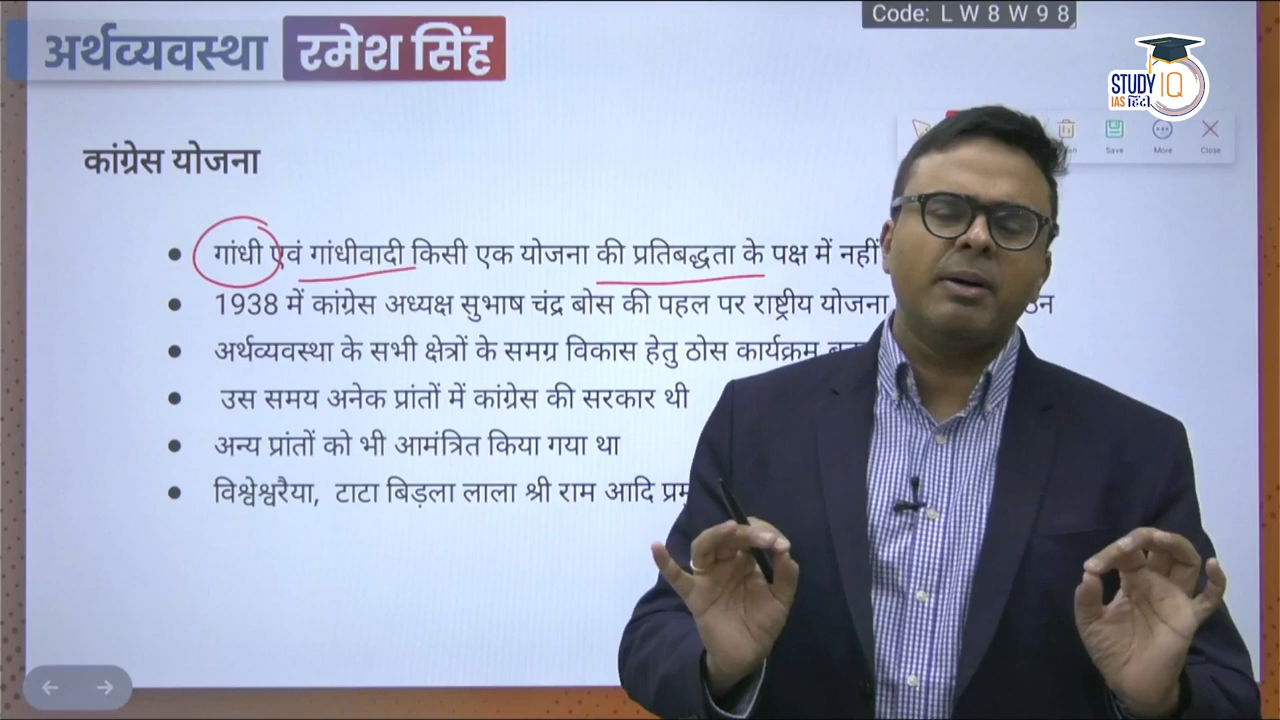 Code: L W 8 W 9 8
अर्थव्यवस्था रमेश सिंह
STUDY IQ
IAS हिंदी
Save More Close
कांग्रेस योजना
गांधी एवं गांधीवादी किसी एक योजना की प्रतिबद्धता के पक्ष में नहीं
1938 में कांग्रेस अध्यक्ष सुभाष चंद्र बोस की पहल पर राष्ट्रीय योजना
अर्थव्यवस्था के सभी क्षेत्रों के समग्र विकास हेतु ठोस कार्यक्रम
उस समय अनेक प्रांतों में कांग्रेस की सरकार थी
अन्य प्रांतों को भी आमंत्रित किया गया था
विश्वेश्वरैया, टाटा बिड़ला लाला श्री राम आदि